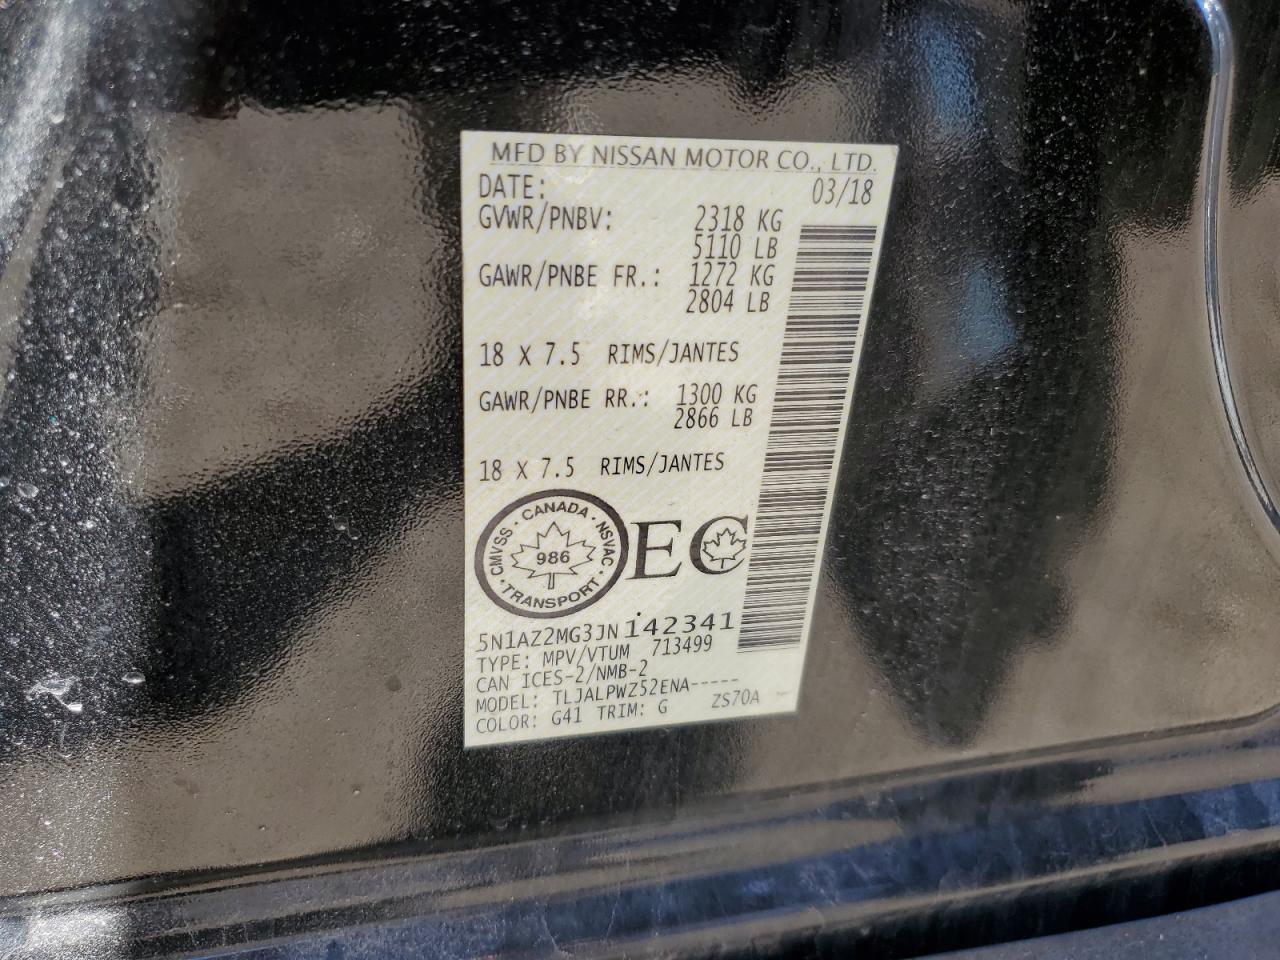 MFD BY NISSAN MOTOR CO., LTD.
DATE: 03/18
GVWR/PNBV: 2318 KG
5110 LB
GAWR/PNBE FR.: 1272 KG
2804 LB
18 X 7.5 RIMS/JANTES
GAWR/PNBE RR.: 1300 KG
2866 LB
18 X 7.5 RIMS/JANTES
CMVSS · CANADA · NSVAC · TRANSPORT ·
986
EC
5N1AZ2MG3JN142341
TYPE: MPV/VTUM 713499
CAN ICES-2/NMB-2
MODEL: TLJALPWZ52ENA-----
COLOR: G41 TRIM: G ZS70A